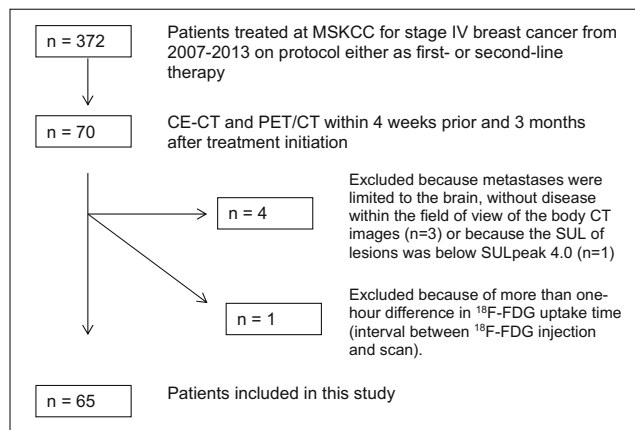 n = 372
Patients treated at MSKCC for stage IV breast cancer from
2007-2013 on protocol either as first- or second-line
therapy
n = 70
CE-CT and PET/CT within 4 weeks prior and 3 months
after treatment initiation
n = 4
Excluded because metastases were
limited to the brain, without disease
within the field of view of the body CT
images (n=3) or because the SUL of
lesions was below SULpeak 4.0 (n=1)
n = 1
Excluded because of more than one-
hour difference in ¹⁸F-FDG uptake time
(interval between ¹⁸F-FDG injection
and scan).
n = 65
Patients included in this study